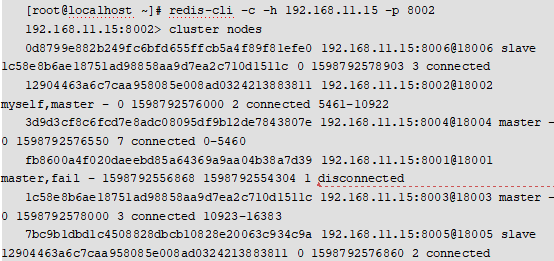 [root@localhost ~]# redis-cli -c -h 192.168.11.15 -p 8002
192.168.11.15:8002> cluster nodes
0d8799e882b249fc6bfd655ffcb5a4f89f81efe0 192.168.11.15:8006@18006 slave
1c58e8b6ae18751ad98858aa9d7ea2c710d1511c 0 1598792578903 3 connected
12904463a6c7caa958085e008ad0324213883811 192.168.11.15:8002@18002
myself,master - 0 1598792576000 2 connected 5461-10922
3d9d3cf8c6fcd7e8adc08095df9b12de7843807e 192.168.11.15:8004@18004 master -
0 1598792576550 7 connected 0-5460
fb8600a4f020daeebd85a64369a9aa04b38a7d39 192.168.11.15:8001@18001
master,fail - 1598792556868 1598792554304 1 disconnected
1c58e8b6ae18751ad98858aa9d7ea2c710d1511c 192.168.11.15:8003@18003 master -
0 1598792578000 3 connected 10923-16383
7bc9b1dbd1c4508828dbcb10828e20063c934c9a 192.168.11.15:8005@18005 slave
12904463a6c7caa958085e008ad0324213883811 0 1598792576860 2 connected